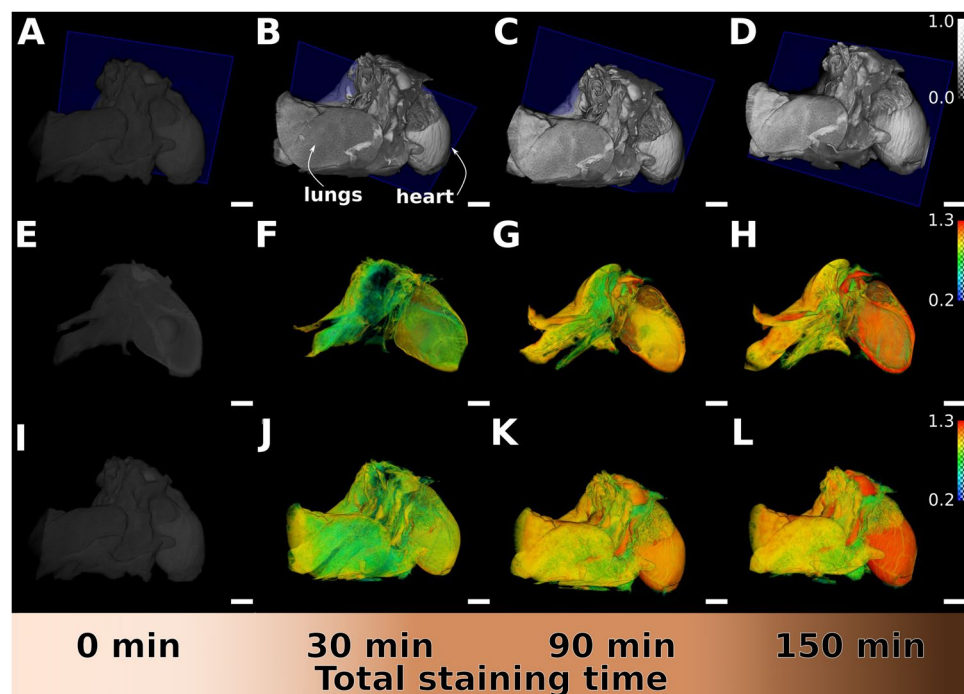 A B C D 1.0
0.0
lungs heart
E F G H 1.3
0.2
I J K L 1.3
0.2
0 min 30 min 90 min 150 min
Total staining time